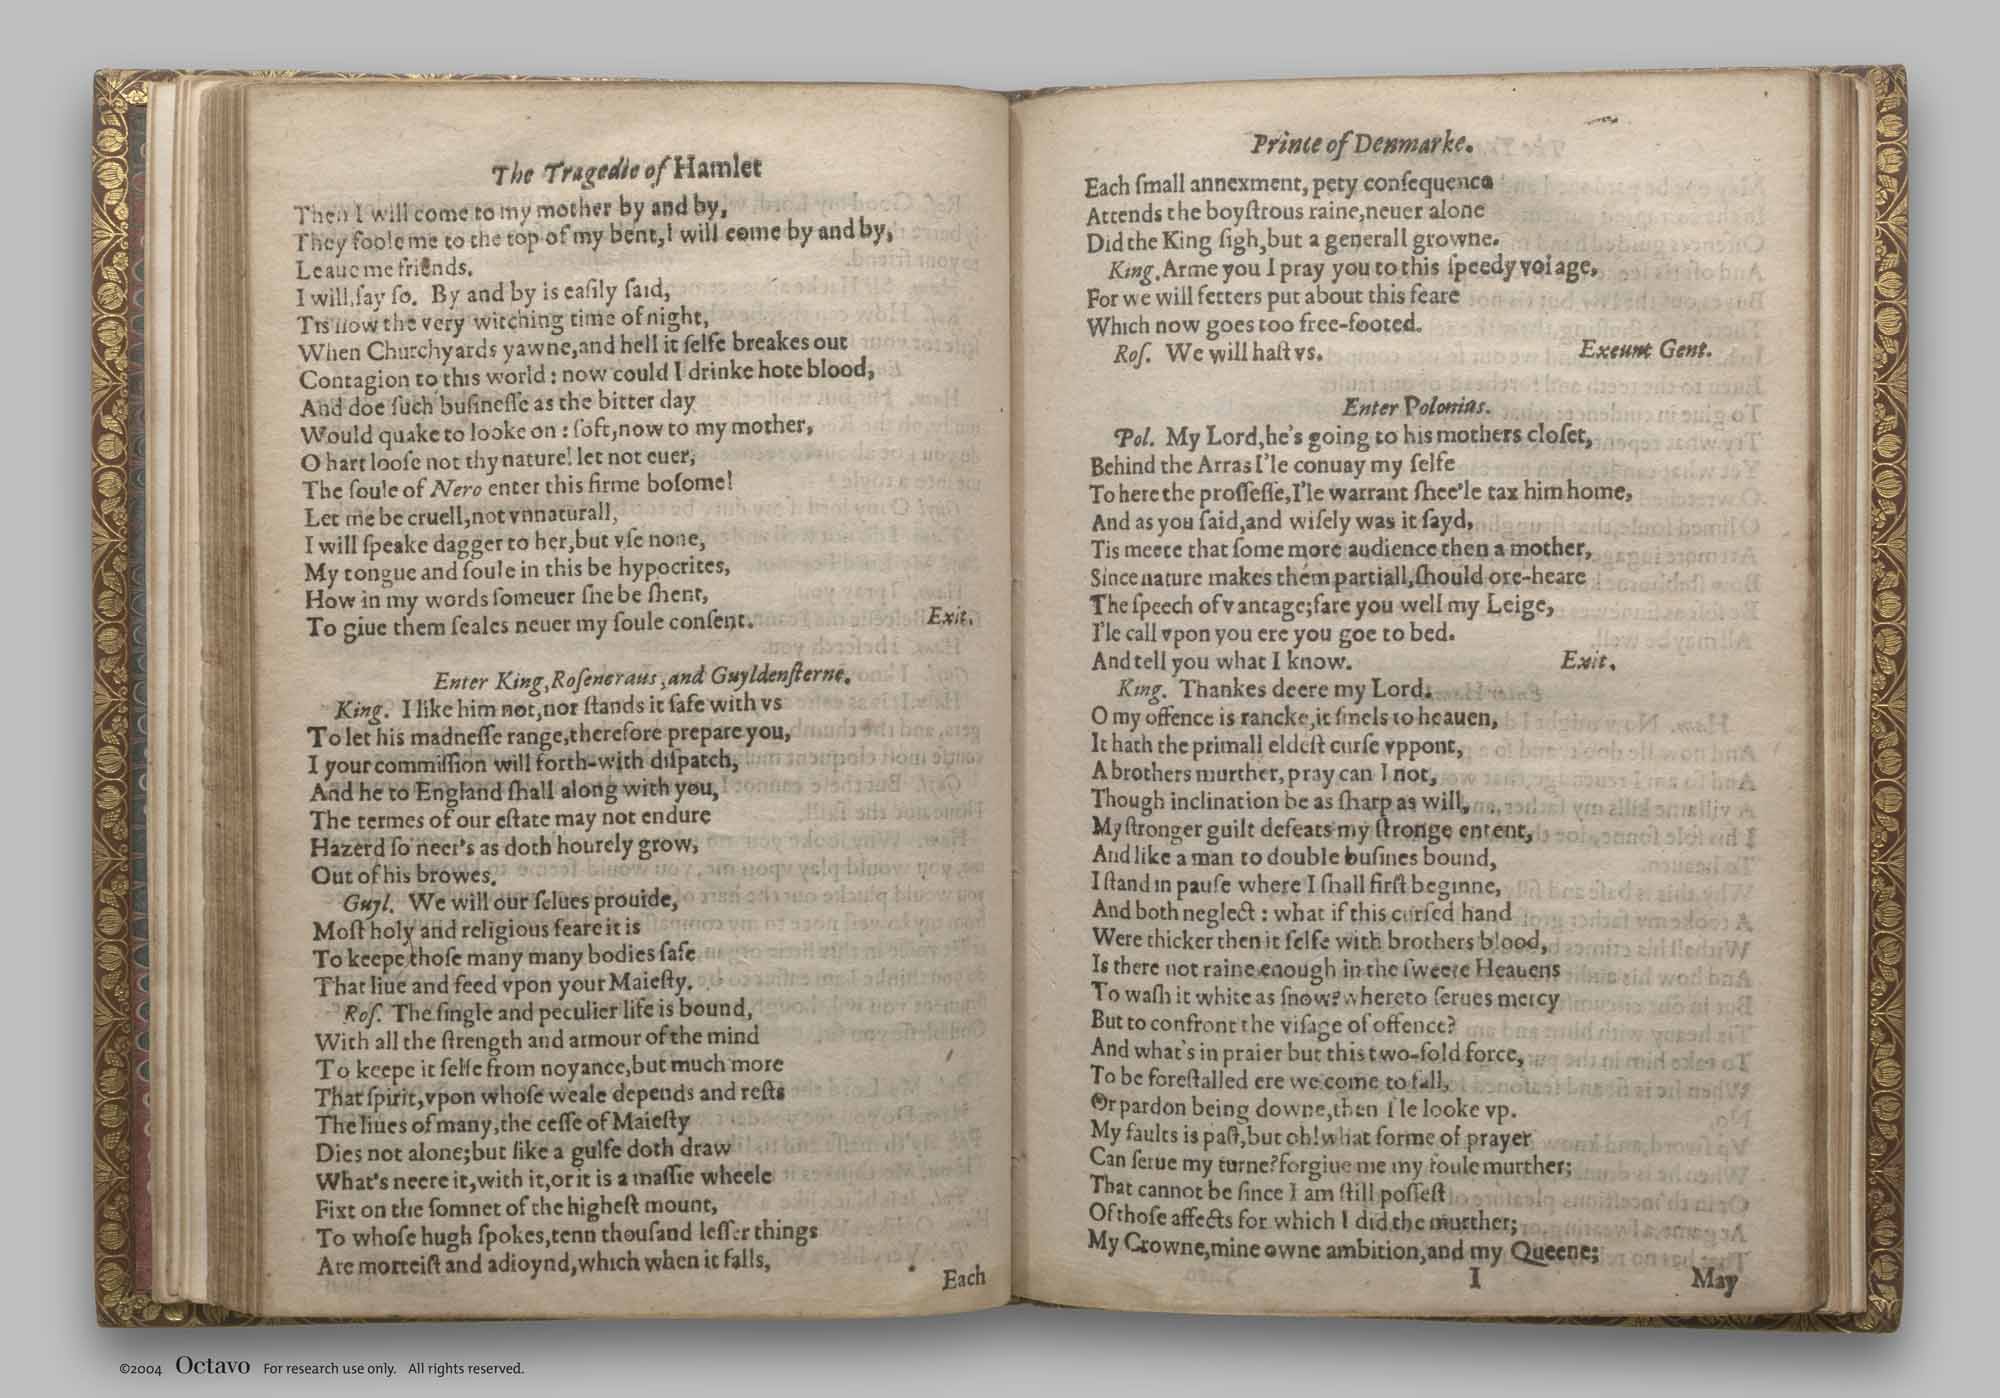 The Tragedie of Hamlet
Then I will come to my mother by and by,
They foole me to the top of my bent, I will come by and by,
Leaue me friends.
I will, ſay ſo. By and by is eaſily ſaid,
Tis now the very witching time of night,
When Churchyards yawne, and hell it ſelfe breakes out
Contagion to this world: now could I drinke hote blood,
And doe ſuch buſineſſe as the bitter day
Would quake to looke on: ſoft, now to my mother,
O hart looſe not thy nature! let not euer,
The ſoule of Nero enter this firme boſome!
Let me be cruell, not vnnaturall,
I will ſpeake dagger to her, but vſe none,
My tongue and ſoule in this be hypocrites,
How in my words ſomeuer ſhe be ſhent,
To giue them ſeales neuer my ſoule conſent. Exit.
Enter King, Roſeneraus, and Guyldenſterne.
King. I like him not, nor ſtands it ſafe with vs
To let his madneſſe range, therefore prepare you,
I your commiſſion will forth-with diſpatch,
And he to England ſhall along with you,
The termes of our eſtate may not endure
Hazerd ſo neer's as doth hourely grow,
Out of his browes.
Guyl. We will our ſelues prouide,
Moſt holy and religious feare it is
To keepe thoſe many many bodies ſafe
That liue and feed vpon your Maieſty.
Roſ. The ſingle and peculier life is bound,
With all the ſtrength and armour of the mind
To keepe it ſelfe from noyance, but much more
That ſpirit, vpon whoſe weale depends and reſts
The liues of many, the ceſſe of Maieſty
Dies not alone; but like a gulfe doth draw
What's neere it, with it, or it is a maſſie wheele
Fixt on the ſomnet of the higheſt mount,
To whoſe hugh ſpokes, tenn thouſand leſſer things
Are morteiſt and adioynd, which when it falls,
Each
Prince of Denmarke.
Each ſmall annexment, pety conſequence
Attends the boyſtrous raine, neuer alone
Did the King ſigh, but a generall growne.
King. Arme you I pray you to this ſpeedy voiage,
For we will fetters put about this feare
Which now goes too free-footed.
Roſ. We will haſt vs. Exeunt Gent.
Enter Polonius.
Pol. My Lord, he's going to his mothers cloſet,
Behind the Arras I'le conuay my ſelfe
To here the proſſeſſe, I'le warrant ſhee'le tax him home,
And as you ſaid, and wiſely was it ſayd,
Tis meete that ſome more audience then a mother,
Since nature makes them partiall, ſhould ore-heare
The ſpeech of vantage; fare you well my Leige,
I'le call vpon you ere you goe to bed.
And tell you what I know. Exit.
King. Thankes deere my Lord.
O my offence is rancke, it ſmels to heauen,
It hath the primall eldeſt curſe vppont,
A brothers murther, pray can I not,
Though inclination be as ſharp as will,
My ſtronger guilt defeats my ſtronge entent,
And like a man to double buſines bound,
I ſtand in pauſe where I ſhall firſt beginne,
And both neglect: what if this curſed hand
Were thicker then it ſelfe with brothers blood,
Is there not raine enough in the ſweete Heauens
To waſh it white as ſnow? whereto ſerues mercy
But to confront the viſage of offence?
And what's in praier but this two-fold force,
To be foreſtalled ere we come to fall,
Or pardon being downe, then I'le looke vp.
My faults is paſt, but oh! what forme of prayer
Can ſerue my turne? forgiue me my foule murther;
That cannot be ſince I am ſtill poſſeſt
Of thoſe affects for which I did the murther;
My Crowne, mine owne ambition, and my Queene;
I May
©2004 Octavo For research use only. All rights reserved.